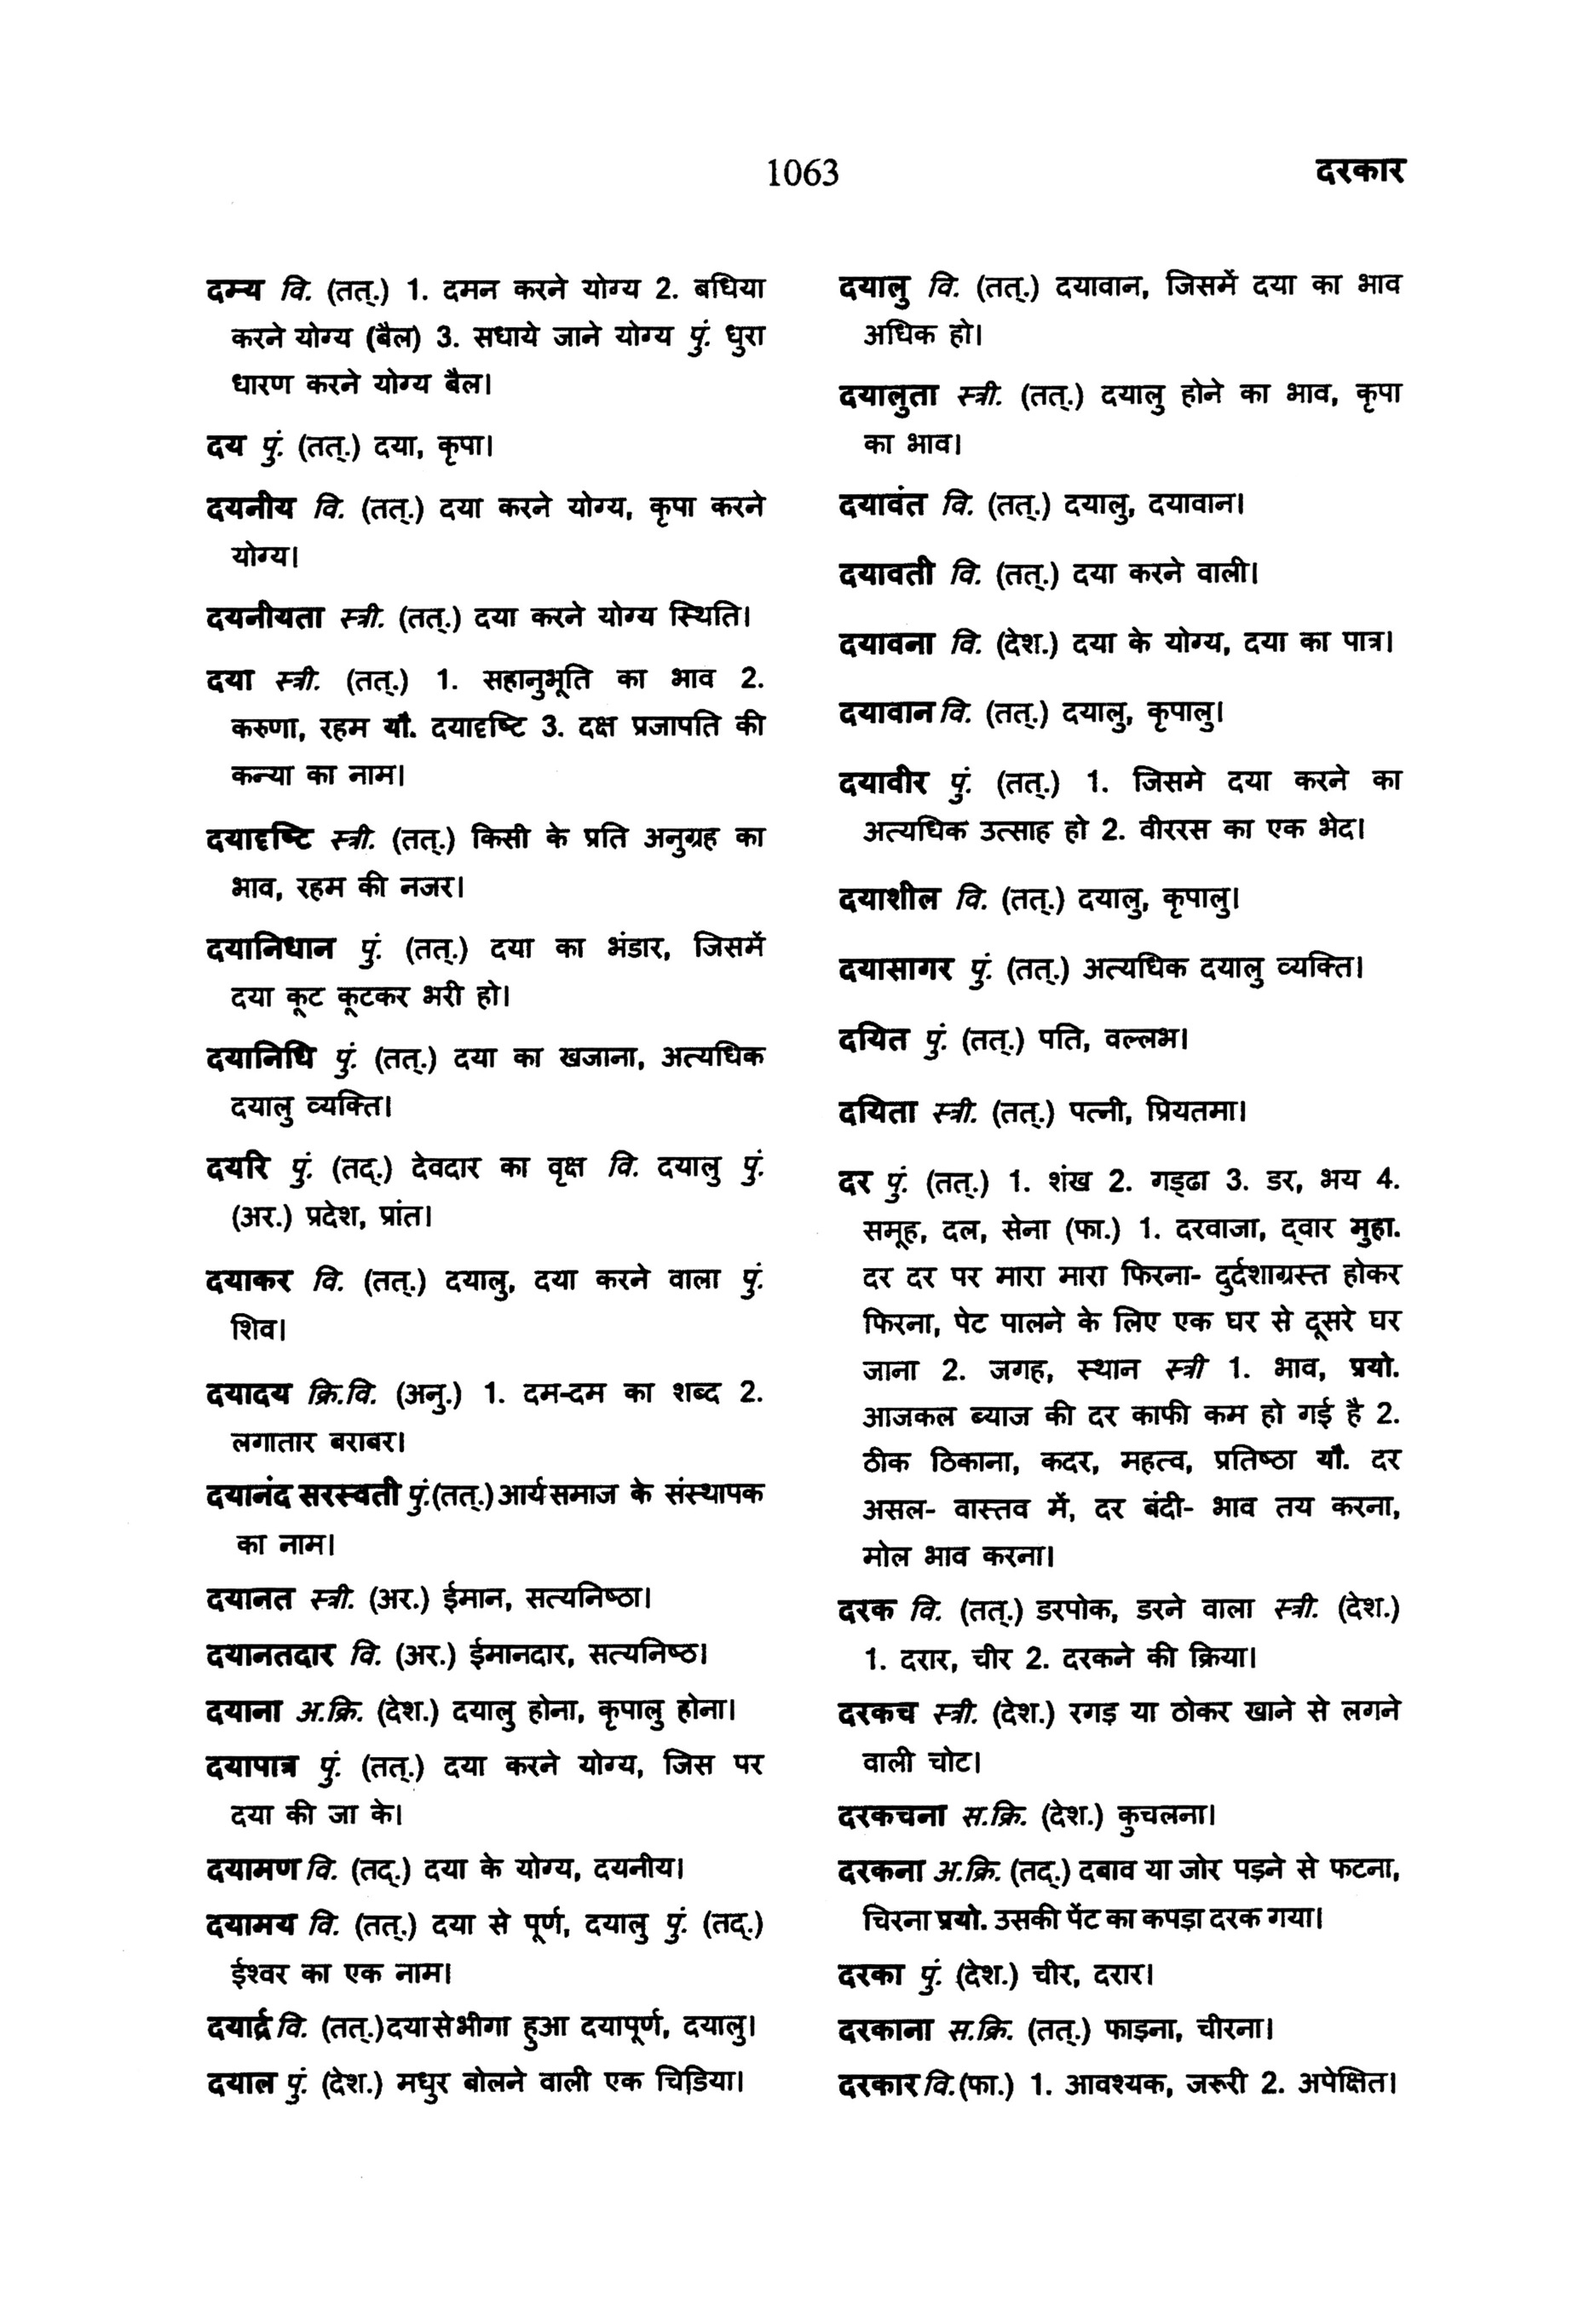 1063
दरकार
दम्य वि. (तत्.) 1. दमन करने योग्य 2. बधिया
करने योग्य (बैल) 3. सधाये जाने योग्य पुं. धुरा
धारण करने योग्य बैल।
दय पुं. (तत्.) दया, कृपा।
दयनीय वि. (तत्.) दया करने योग्य, कृपा करने
योग्य।
दयनीयता स्त्री. (तत्.) दया करने योग्य स्थिति।
दया स्त्री. (तत्.) 1. सहानुभूति का भाव 2.
करुणा, रहम यौ. दयादृष्टि 3. दक्ष प्रजापति की
कन्या का नाम।
दयादृष्टि स्त्री. (तत्.) किसी के प्रति अनुग्रह का
भाव, रहम की नजर।
दयानिधान पुं. (तत्.) दया का भंडार, जिसमें
दया कूट कूटकर भरी हो।
दयानिधि पुं. (तत्.) दया का खजाना, अत्यधिक
दयालु व्यक्ति।
दयरि पुं. (तद्.) देवदार का वृक्ष वि. दयालु पुं.
(अर.) प्रदेश, प्रांत।
दयाकर वि. (तत्.) दयालु, दया करने वाला पुं.
शिव।
दयादय क्रि.वि. (अनु.) 1. दम-दम का शब्द 2.
लगातार बराबर।
दयानंद सरस्वती पुं.(तत्.) आर्यसमाज के संस्थापक
का नाम।
दयानत स्त्री. (अर.) ईमान, सत्यनिष्ठा।
दयानतदार वि. (अर.) ईमानदार, सत्यनिष्ठ।
दयाना अ.क्रि. (देश.) दयालु होना, कृपालु होना।
दयापात्र पुं. (तत्.) दया करने योग्य, जिस पर
दया की जा के।
दयामण वि. (तद्.) दया के योग्य, दयनीय।
दयामय वि. (तत्.) दया से पूर्ण, दयालु पुं. (तद्.)
ईश्वर का एक नाम।
दयार्द्र वि. (तत्.) दया से भीगा हुआ दयापूर्ण, दयालु।
दयाल पुं. (देश.) मधुर बोलने वाली एक चिडिया।
दयालु वि. (तत्.) दयावान, जिसमें दया का भाव
अधिक हो।
दयालुता स्त्री. (तत्.) दयालु होने का भाव, कृपा
का भाव।
दयावंत वि. (तत्.) दयालु, दयावान।
दयावती वि. (तत्.) दया करने वाली।
दयावना वि. (देश.) दया के योग्य, दया का पात्र।
दयावान वि. (तत्.) दयालु, कृपालु।
दयावीर पुं. (तत्.) 1. जिसमे दया करने का
अत्यधिक उत्साह हो 2. वीररस का एक भेद।
दयाशील वि. (तत्.) दयालु, कृपालु।
दयासागर पुं. (तत्.) अत्यधिक दयालु व्यक्ति।
दयित पुं. (तत्.) पति, वल्लभ।
दयिता स्त्री. (तत्.) पत्नी, प्रियतमा।
दर पुं. (तत्.) 1. शंख 2. गड्ढा 3. डर, भय 4.
समूह, दल, सेना (फा.) 1. दरवाजा, द्वार मुहा.
दर दर पर मारा मारा फिरना- दुर्दशाग्रस्त होकर
फिरना, पेट पालने के लिए एक घर से दूसरे घर
जाना 2. जगह, स्थान स्त्री 1. भाव, प्रयो.
आजकल ब्याज की दर काफी कम हो गई है 2.
ठीक ठिकाना, कदर, महत्व, प्रतिष्ठा यौ. दर
असल- वास्तव में, दर बंदी- भाव तय करना,
मोल भाव करना।
दरक वि. (तत्.) डरपोक, डरने वाला स्त्री. (देश.)
1. दरार, चीर 2. दरकने की क्रिया।
दरकच स्त्री. (देश.) रगड़ या ठोकर खाने से लगने
वाली चोट।
दरकचना स.क्रि. (देश.) कुचलना।
दरकना अ.क्रि. (तद्.) दबाव या जोर पड़ने से फटना,
चिरना प्रयो. उसकी पेंट का कपड़ा दरक गया।
दरका पुं. (देश.) चीर, दरार।
दरकाना स.क्रि. (तत्.) फाड़ना, चीरना।
दरकार वि.(फा.) 1. आवश्यक, जरूरी 2. अपेक्षित।